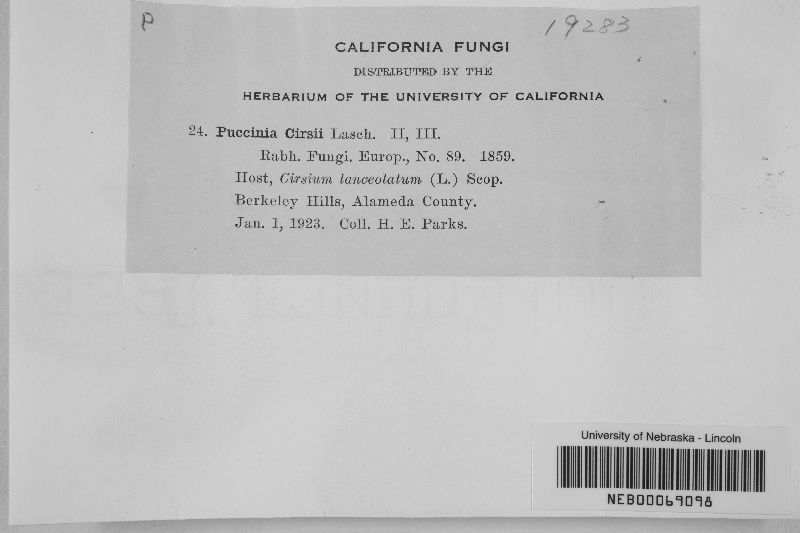 P
19283
CALIFORNIA FUNGI
DISTRIBUTED BY THE
HERBARIUM OF THE UNIVERSITY OF CALIFORNIA
24. Puccinia Cirsii Lasch. II, III.
Rabh. Fungi. Europ., No. 89. 1859.
Host, Cirsium lanceolatum (L.) Scop.
Berkeley Hills, Alameda County.
Jan. 1, 1923. Coll. H. E. Parks.
University of Nebraska - Lincoln
NEB00069098